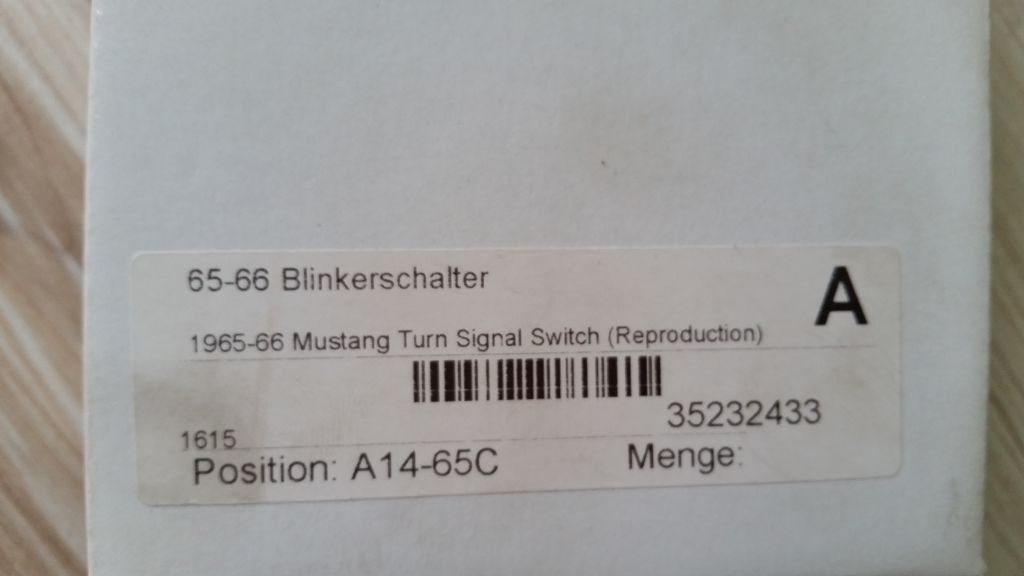 65-66 Blinkerschalter
A
1965-66 Mustang Turn Signal Switch (Reproduction)
35232433
1615
Position: A14-65C Menge: